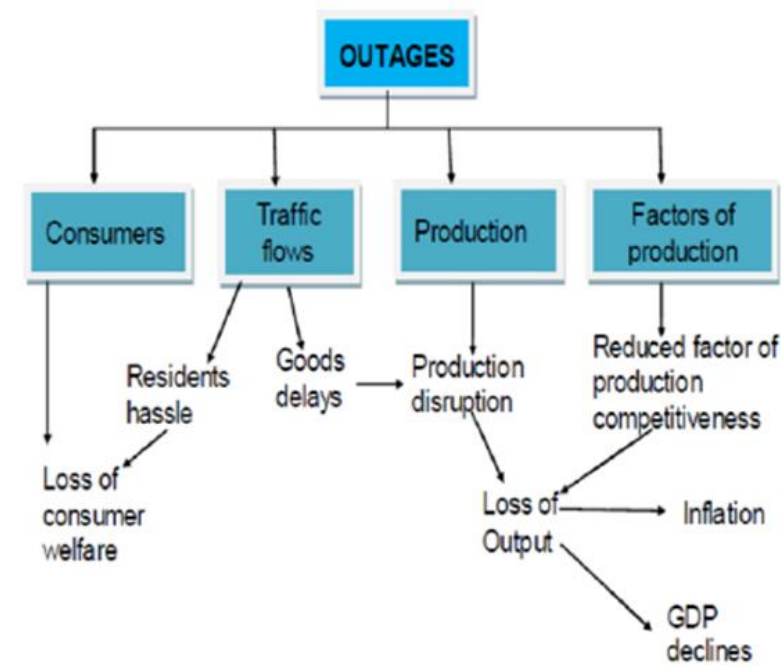 OUTAGES
Consumers
Traffic
flows
Production
Factors of
production
Residents
hassle
Goods
delays
Production
disruption
Reduced factor of
production
competitiveness
Loss of
consumer
welfare
Loss of
Output
Inflation
GDP
declines